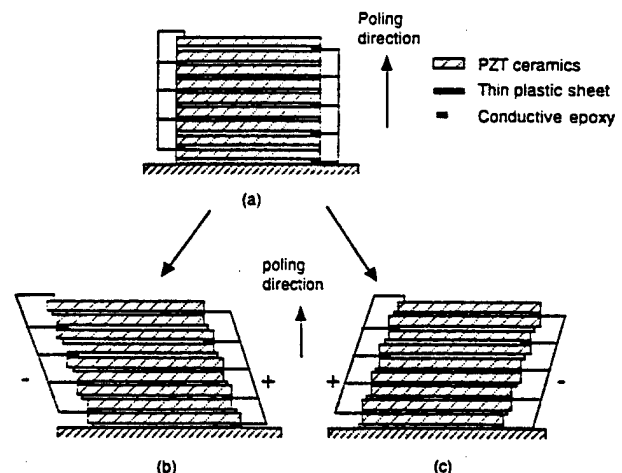 Poling
direction
PZT ceramics
Thin plastic sheet
Conductive epoxy
(a)
poling
direction
- + + -
(b) (c)